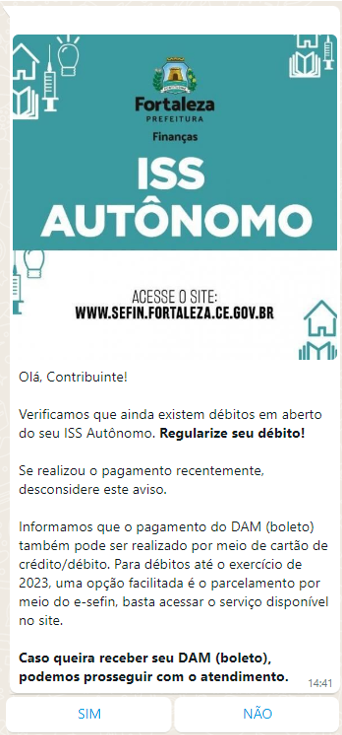 Fortaleza
PREFEITURA
Finanças
ISS
AUTÔNOMO
ACESSE O SITE:
WWW.SEFIN.FORTALEZA.CE.GOV.BR
Olá, Contribuinte!
Verificamos que ainda existem débitos em aberto
do seu ISS Autônomo. Regularize seu débito!
Se realizou o pagamento recentemente,
desconsidere este aviso.
Informamos que o pagamento do DAM (boleto)
também pode ser realizado por meio de cartão de
crédito/débito. Para débitos até o exercício de
2023, uma opção facilitada é o parcelamento por
meio do e-sefin, basta acessar o serviço disponível
no site.
Caso queira receber seu DAM (boleto),
podemos prosseguir com o atendimento.
14:41
SIM
NÃO